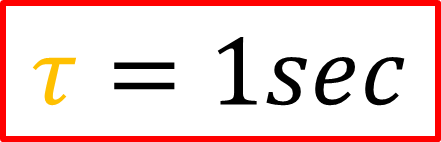 τ = 1sec